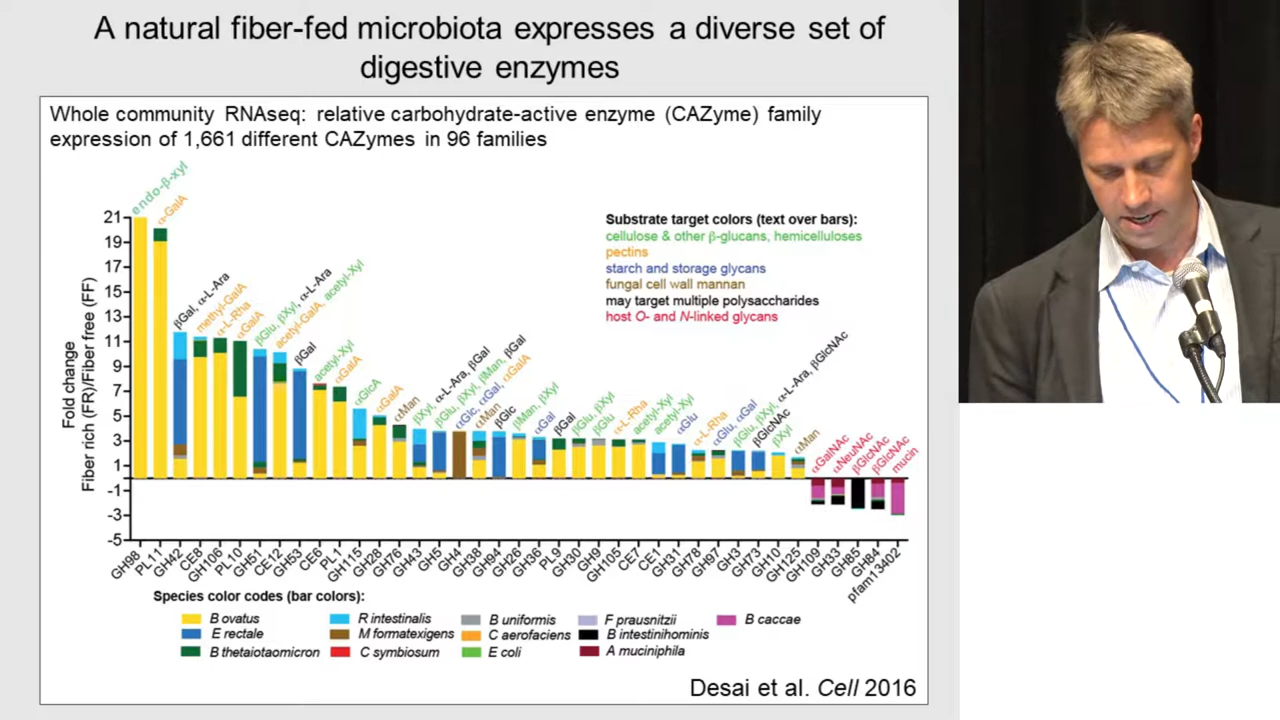 A natural fiber-fed microbiota expresses a diverse set of
digestive enzymes
Whole community RNAseq: relative carbohydrate-active enzyme (CAZyme) family
expression of 1,661 different CAZymes in 96 families
Fold change
Fiber rich (FR)/Fiber free (FF)
21
19
17
15
13
11
9
7
5
3
1
-1
-3
-5
endo-β-xyl
α-GalA
βGal, α-L-Ara
methyl-GalA
α-L-Rha
αGalA
βGlu, βXyl, α-L-Ara
acetyl-GalA, acetyl-Xyl
βGal
acetyl-Xyl
αGalA
αGlcA
αGalA
αMan
βXyl, α-L-Ara, βGal
βGlu, βXyl, βMan, βGal
αGlc, αGal, αGalA
αMan
βGlc
βMan, βXyl
αGal
βGal
βGlu, βXyl
βGlu
α-L-Rha
acetyl-Xyl
acetyl-Xyl
αGlu
α-L-Rha
αGlu, αGal
βGlu, βXyl, α-L-Ara, βGlcNAc
βGlcNAc
βXyl
αMan
αGalNAc
αNeuNAc
βGlcNAc
βGlcNAc
mucin
Substrate target colors (text over bars):
cellulose & other β-glucans, hemicelluloses
pectins
starch and storage glycans
fungal cell wall mannan
may target multiple polysaccharides
host O- and N-linked glycans
GH98
PL11
GH42
CE8
GH106
PL10
GH51
CE12
GH53
CE6
PL1
GH115
GH28
GH76
GH43
GH5
GH4
GH38
GH94
GH26
GH36
PL9
GH30
GH9
GH105
CE7
CE1
GH31
GH78
GH97
GH3
GH73
GH10
GH125
GH109
GH33
GH85
GH84
pfam13402
Species color codes (bar colors):
B ovatus
R intestinalis
B uniformis
F prausnitzii
B caccae
E rectale
M formatexigens
C aerofaciens
B intestinihominis
B thetaiotaomicron
C symbiosum
E coli
A muciniphila
Desai et al. Cell 2016